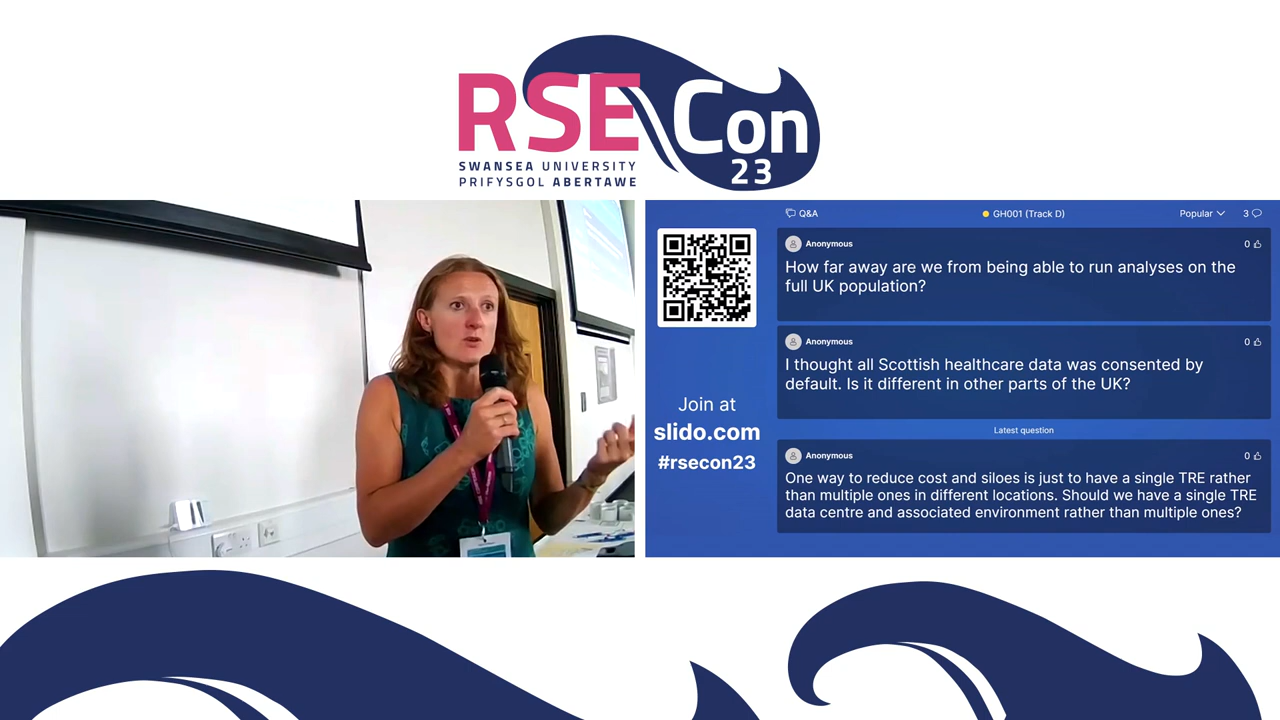 RSE Con
23
SWANSEA UNIVERSITY
PRIFYSGOL ABERTAWE
Q&A
GH001 (Track D)
Popular
3
Anonymous
0
How far away are we from being able to run analyses on the
full UK population?
Anonymous
0
I thought all Scottish healthcare data was consented by
default. Is it different in other parts of the UK?
Latest question
Anonymous
0
One way to reduce cost and siloes is just to have a single TRE rather
than multiple ones in different locations. Should we have a single TRE
data centre and associated environment rather than multiple ones?
Join at
slido.com
#rsecon23